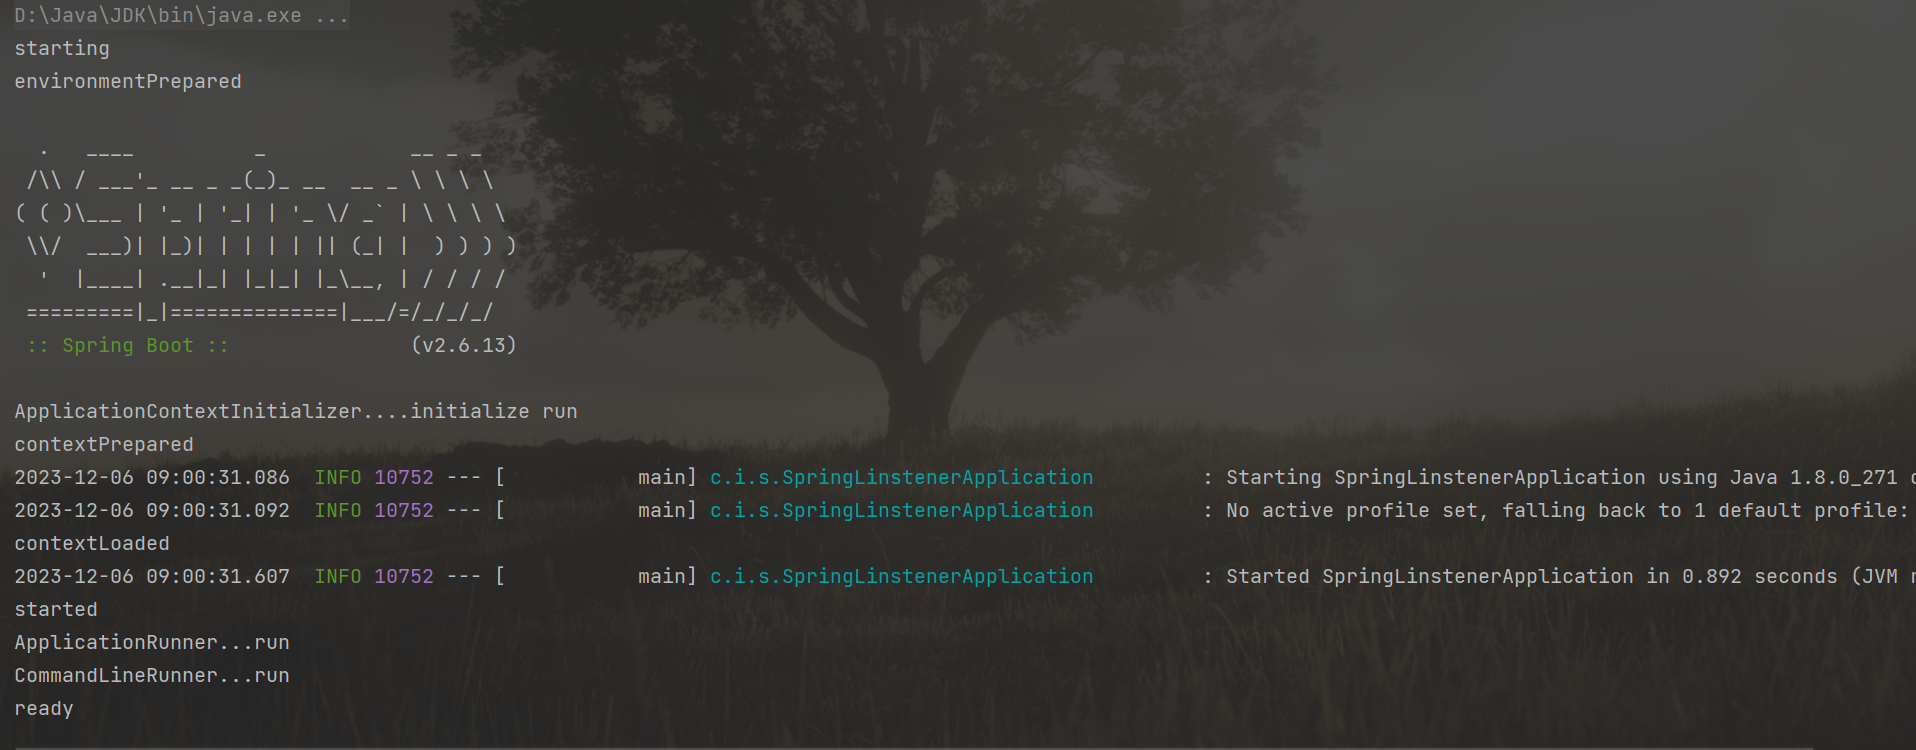 D:\Java\JDK\bin\java.exe ...
starting
environmentPrepared
  .   ____          _            __ _ _
 /\\ / ___'_ __ _ _(_)_ __  __ _ \ \ \ \
( ( )\___ | '_ | '_| | '_ \/ _` | \ \ \ \
 \\/  ___)| |_)| | | | | || (_| |  ) ) ) )
  '  |____| .__|_| |_|_| |_\__, | / / / /
 =========|_|==============|___/=/_/_/_/
 :: Spring Boot ::               (v2.6.13)
ApplicationContextInitializer....initialize run
contextPrepared
2023-12-06 09:00:31.086  INFO 10752 --- [           main] c.i.s.SpringLinstenerApplication         : Starting SpringLinstenerApplication using Java 1.8.0_271
2023-12-06 09:00:31.092  INFO 10752 --- [           main] c.i.s.SpringLinstenerApplication         : No active profile set, falling back to 1 default profile:
contextLoaded
2023-12-06 09:00:31.607  INFO 10752 --- [           main] c.i.s.SpringLinstenerApplication         : Started SpringLinstenerApplication in 0.892 seconds (JVM
started
ApplicationRunner...run
CommandLineRunner...run
ready